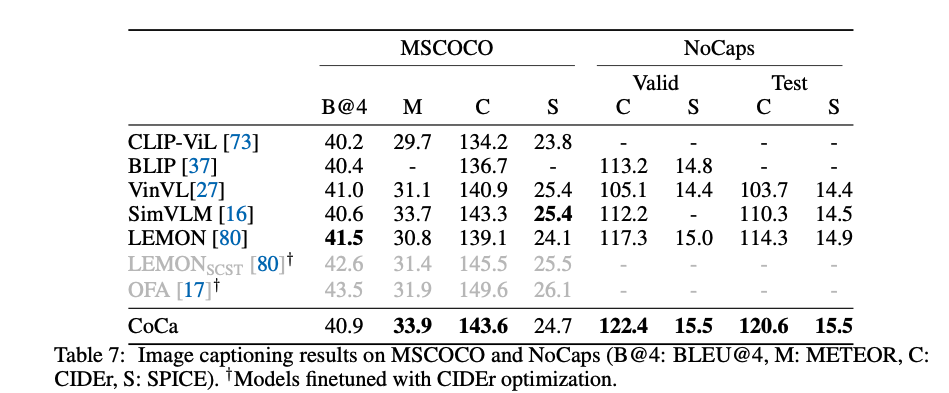 MSCOCO NoCaps
Valid Test
B@4 M C S C S C S
CLIP-ViL [73] 40.2 29.7 134.2 23.8 - - - -
BLIP [37] 40.4 - 136.7 - 113.2 14.8 - -
VinVL[27] 41.0 31.1 140.9 25.4 105.1 14.4 103.7 14.4
SimVLM [16] 40.6 33.7 143.3 25.4 112.2 - 110.3 14.5
LEMON [80] 41.5 30.8 139.1 24.1 117.3 15.0 114.3 14.9
LEMON_SCST [80]† 42.6 31.4 145.5 25.5 - - - -
OFA [17]† 43.5 31.9 149.6 26.1 - - - -
CoCa 40.9 33.9 143.6 24.7 122.4 15.5 120.6 15.5
Table 7: Image captioning results on MSCOCO and NoCaps (B@4: BLEU@4, M: METEOR, C:
CIDEr, S: SPICE). †Models finetuned with CIDEr optimization.